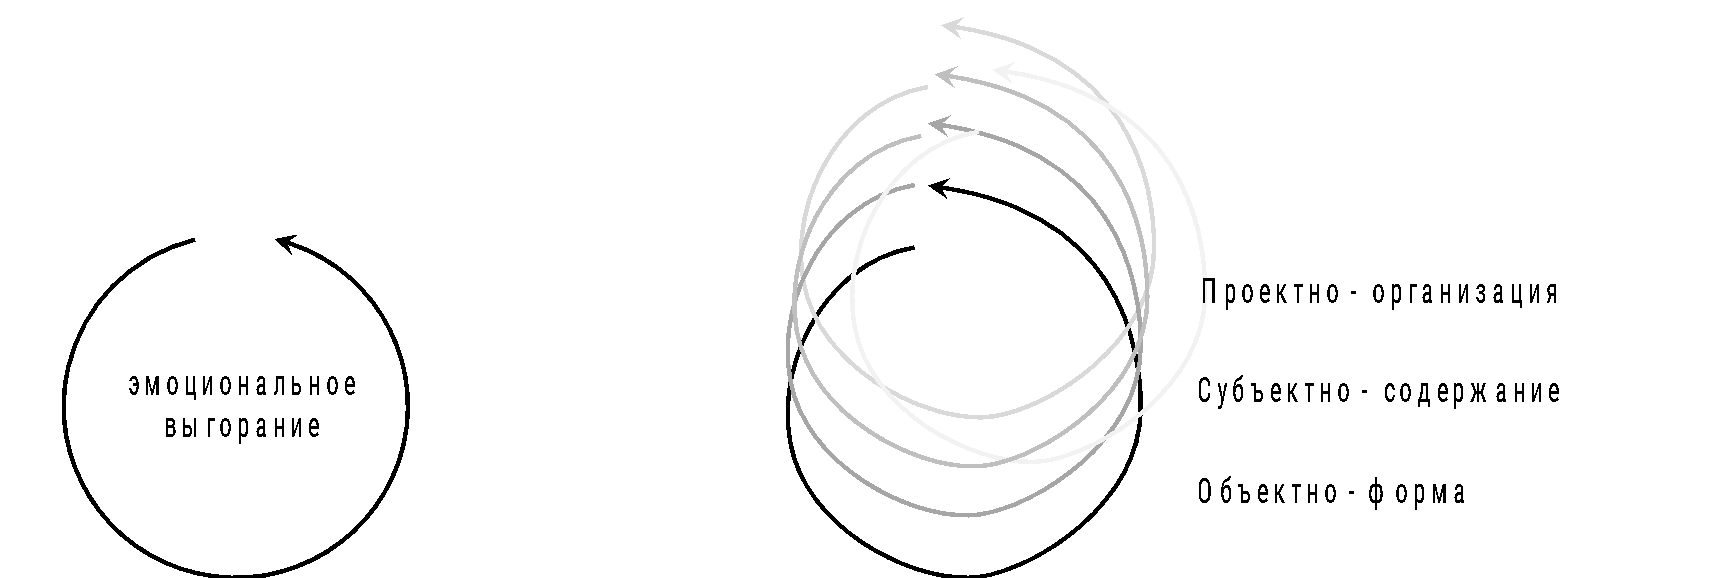 эмоциональное
выгорание
Проектно - организация
Субъектно - содержание
Объектно - форма